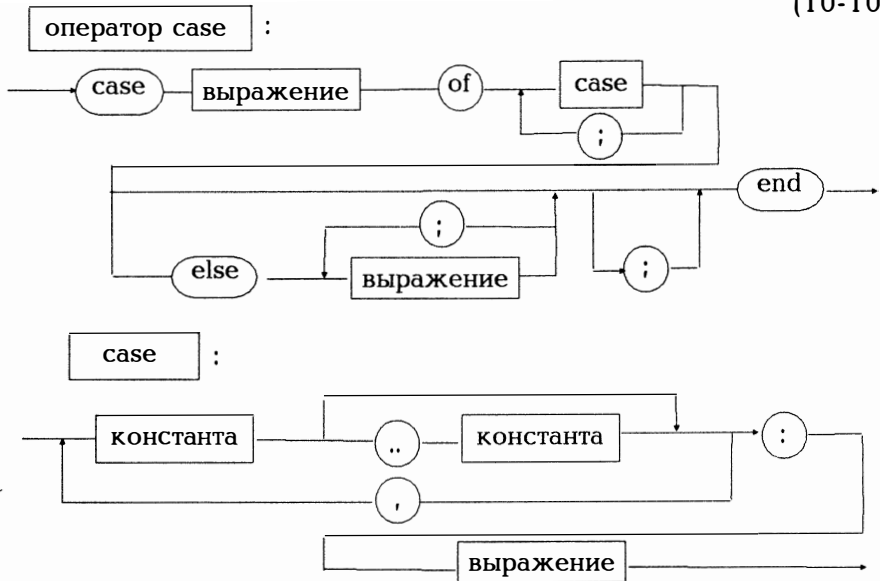 (10-10
оператор case :
case выражение of case
;
end
;
else выражение ;
case :
константа .. константа :
,
выражение